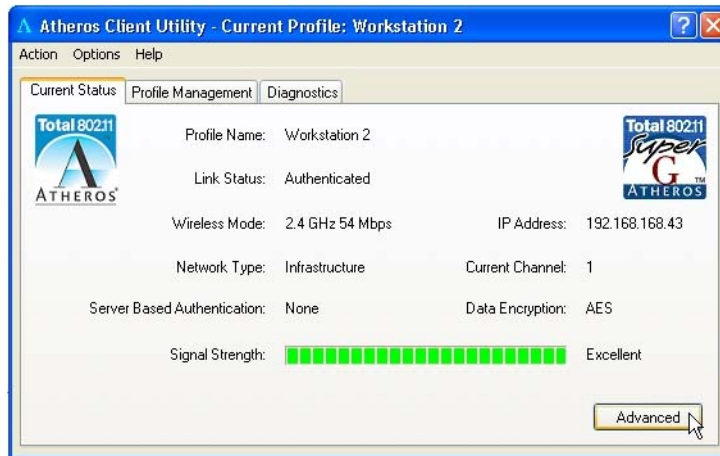 Atheros Client Utility - Current Profile: Workstation 2
Action Options Help
Current Status Profile Management Diagnostics
Total 802.11
ATHEROS
Total 802.11
Super
G
TM
ATHEROS
Profile Name: Workstation 2
Link Status: Authenticated
Wireless Mode: 2.4 GHz 54 Mbps IP Address: 192.168.168.43
Network Type: Infrastructure Current Channel: 1
Server Based Authentication: None Data Encryption: AES
Signal Strength: Excellent
Advanced